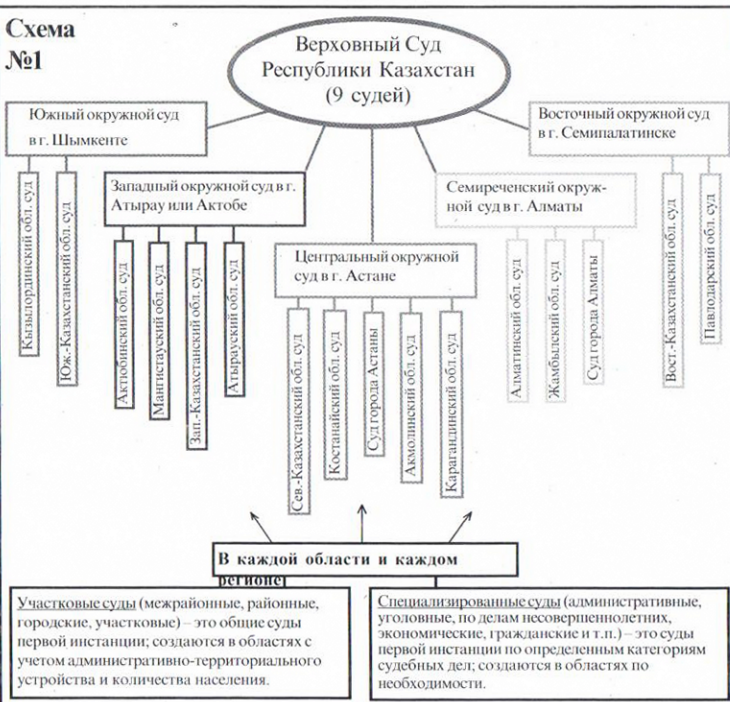 Схема
№1
Верховный Суд
Республики Казахстан
(9 судей)
Южный окружной суд
в г. Шымкенте
Восточный окружной суд
в г. Семипалатинске
Западный окружной суд в г.
Атырау или Актобе
Семиреченский окруж-
ной суд в г. Алматы
Центральный окружной
суд в г. Астане
Кызылординский обл. суд
Юж.-Казахстанский обл. суд
Актюбинский обл. суд
Мангистауский обл. суд
Зап.-Казахстанский обл. суд
Атырауский обл. суд
Сев.-Казахстанский обл. суд
Костанайский обл. суд
Суд города Астаны
Акмолинский обл. суд
Карагандинский обл. суд
Алматинский обл. суд
Жамбылский обл. суд
Суд города Алматы
Вост.-Казахстанский обл. суд
Павлодарский обл. суд
В каждой области и каждом
регионе
Участковые суды (межрайонные, районные,
городские, участковые) – это общие суды
первой инстанции; создаются в областях с
учетом административно-территориального
устройства и количества населения.
Специализированные суды (административные,
уголовные, по делам несовершеннолетних,
экономические, гражданские и т.п.) – это суды
первой инстанции по определенным категориям
судебных дел; создаются в областях по
необходимости.